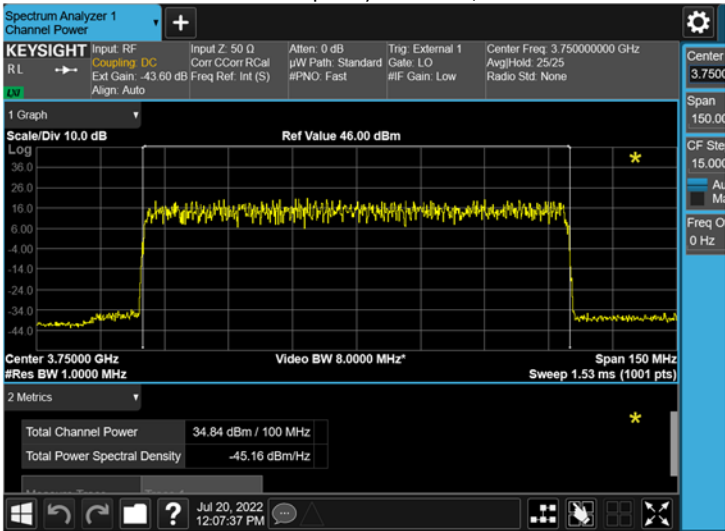 Spectrum Analyzer 1
Channel Power
+
KEYSIGHT
RL
LXI
Input: RF
Coupling: DC
Ext Gain: -43.60 dB
Align: Auto
Input Z: 50 Ω
Corr CCorr RCal
Freq Ref: Int (S)
Atten: 0 dB
µW Path: Standard
#PNO: Fast
Trig: External 1
Gate: LO
#IF Gain: Low
Center Freq: 3.750000000 GHz
Avg|Hold: 25/25
Radio Std: None
1 Graph
Scale/Div 10.0 dB
Ref Value 46.00 dBm
Log
36.0
26.0
16.0
6.00
-4.00
-14.0
-24.0
-34.0
-44.0
*
Center 3.75000 GHz
#Res BW 1.0000 MHz
Video BW 8.0000 MHz*
Span 150 MHz
Sweep 1.53 ms (1001 pts)
2 Metrics
*
Total Channel Power 34.84 dBm / 100 MHz
Total Power Spectral Density -45.16 dBm/Hz
?
Jul 20, 2022
12:07:37 PM
Center
3.7500
Span
150.00
CF Ste
15.000
Au
Ma
Freq O
0 Hz